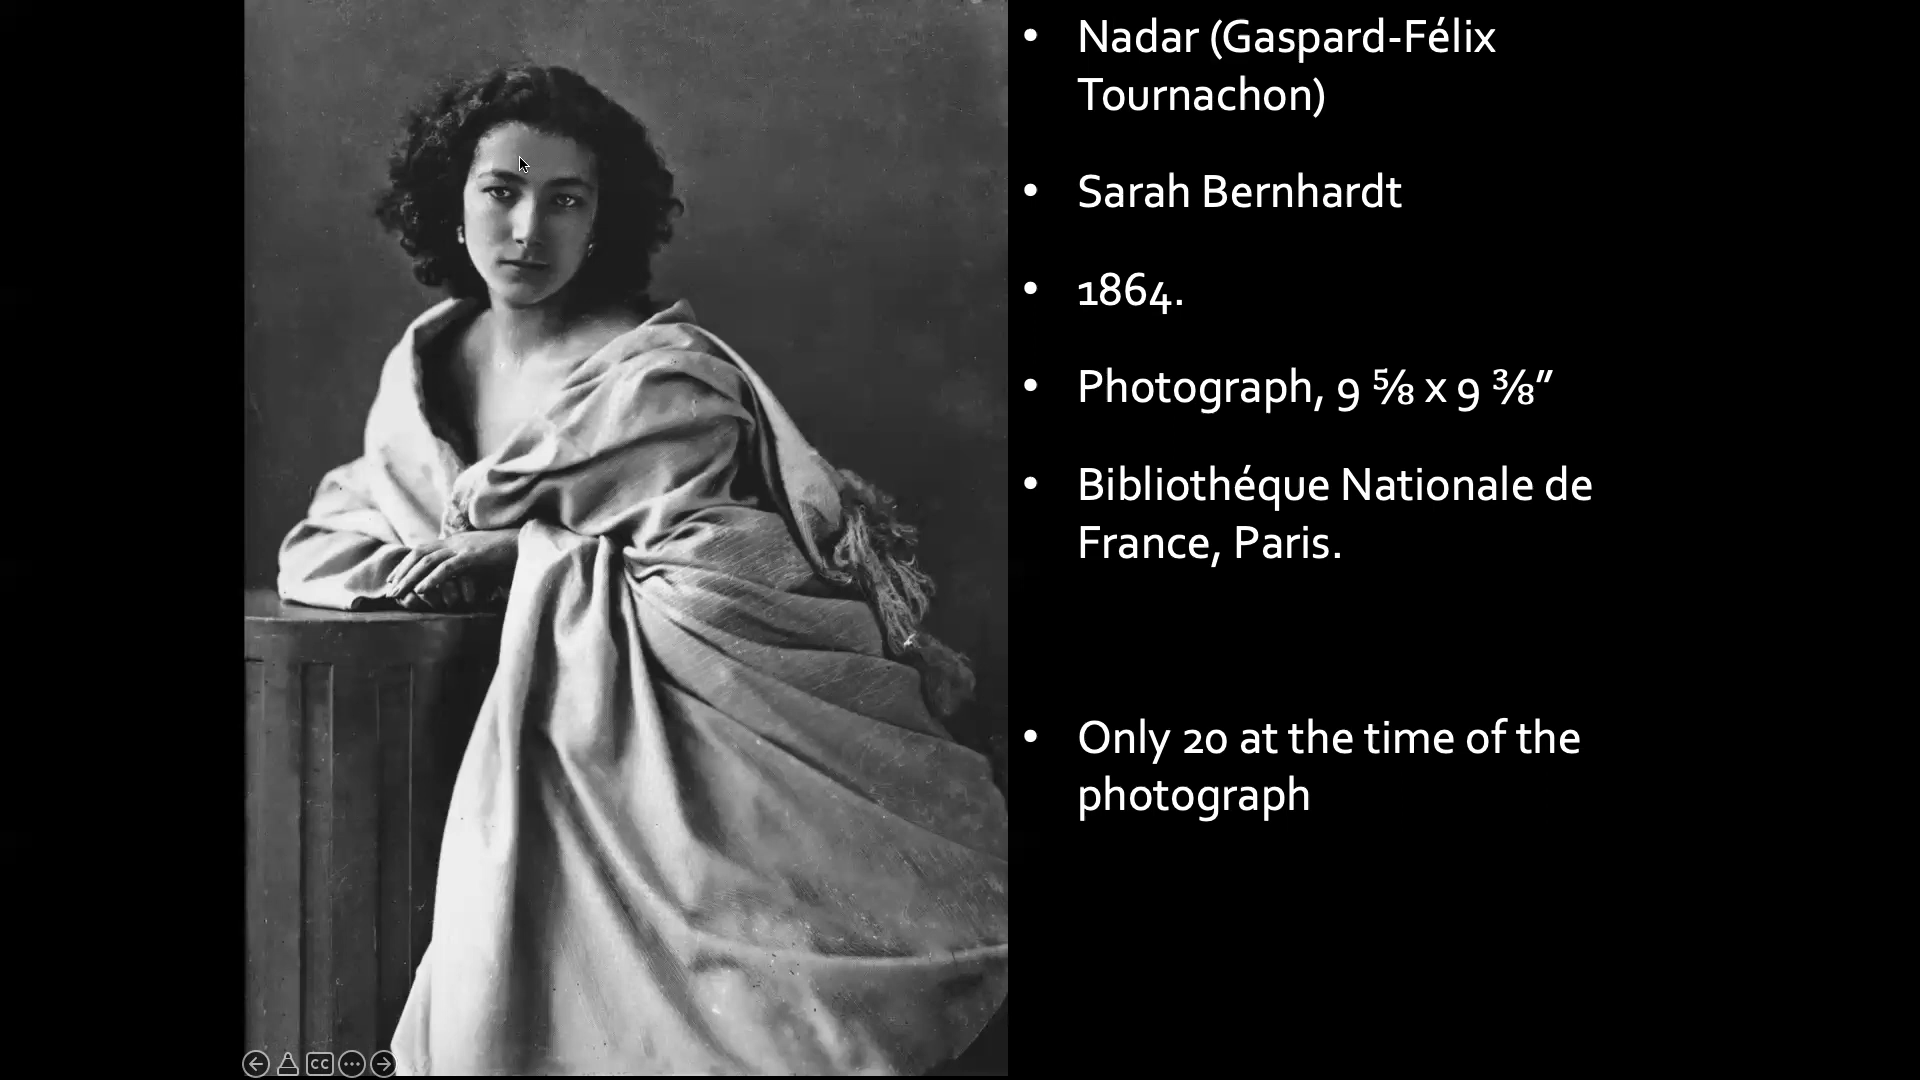 • Nadar (Gaspard-Félix
Tournachon)
• Sarah Bernhardt
• 1864.
• Photograph, 9 ⅝ x 9 ⅜”
• Bibliothéque Nationale de
France, Paris.
• Only 20 at the time of the
photograph
CC